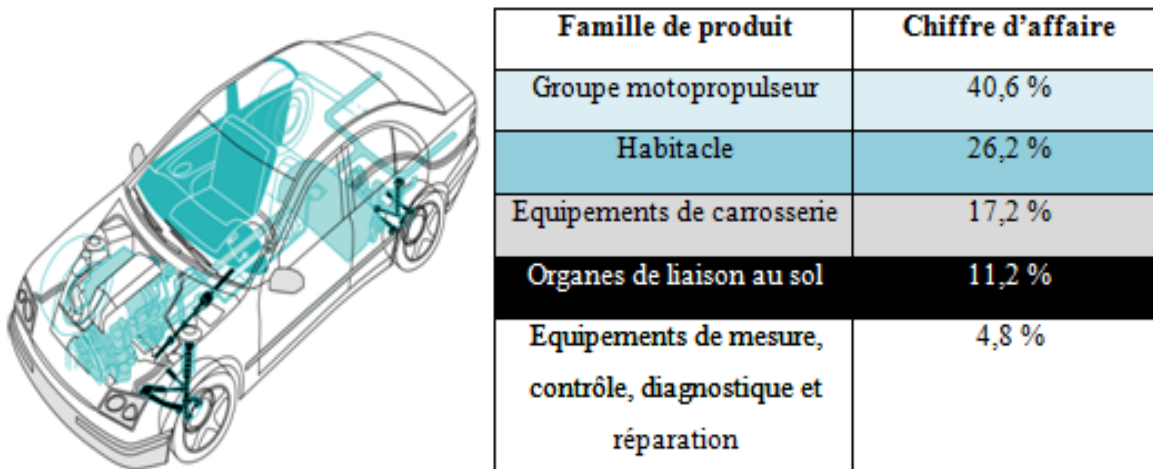 Famille de produit Chiffre d'affaire
Groupe motopropulseur 40,6 %
Habitacle 26,2 %
Equipements de carrosserie 17,2 %
Organes de liaison au sol 11,2 %
Equipements de mesure, 4,8 %
contrôle, diagnostique et
réparation